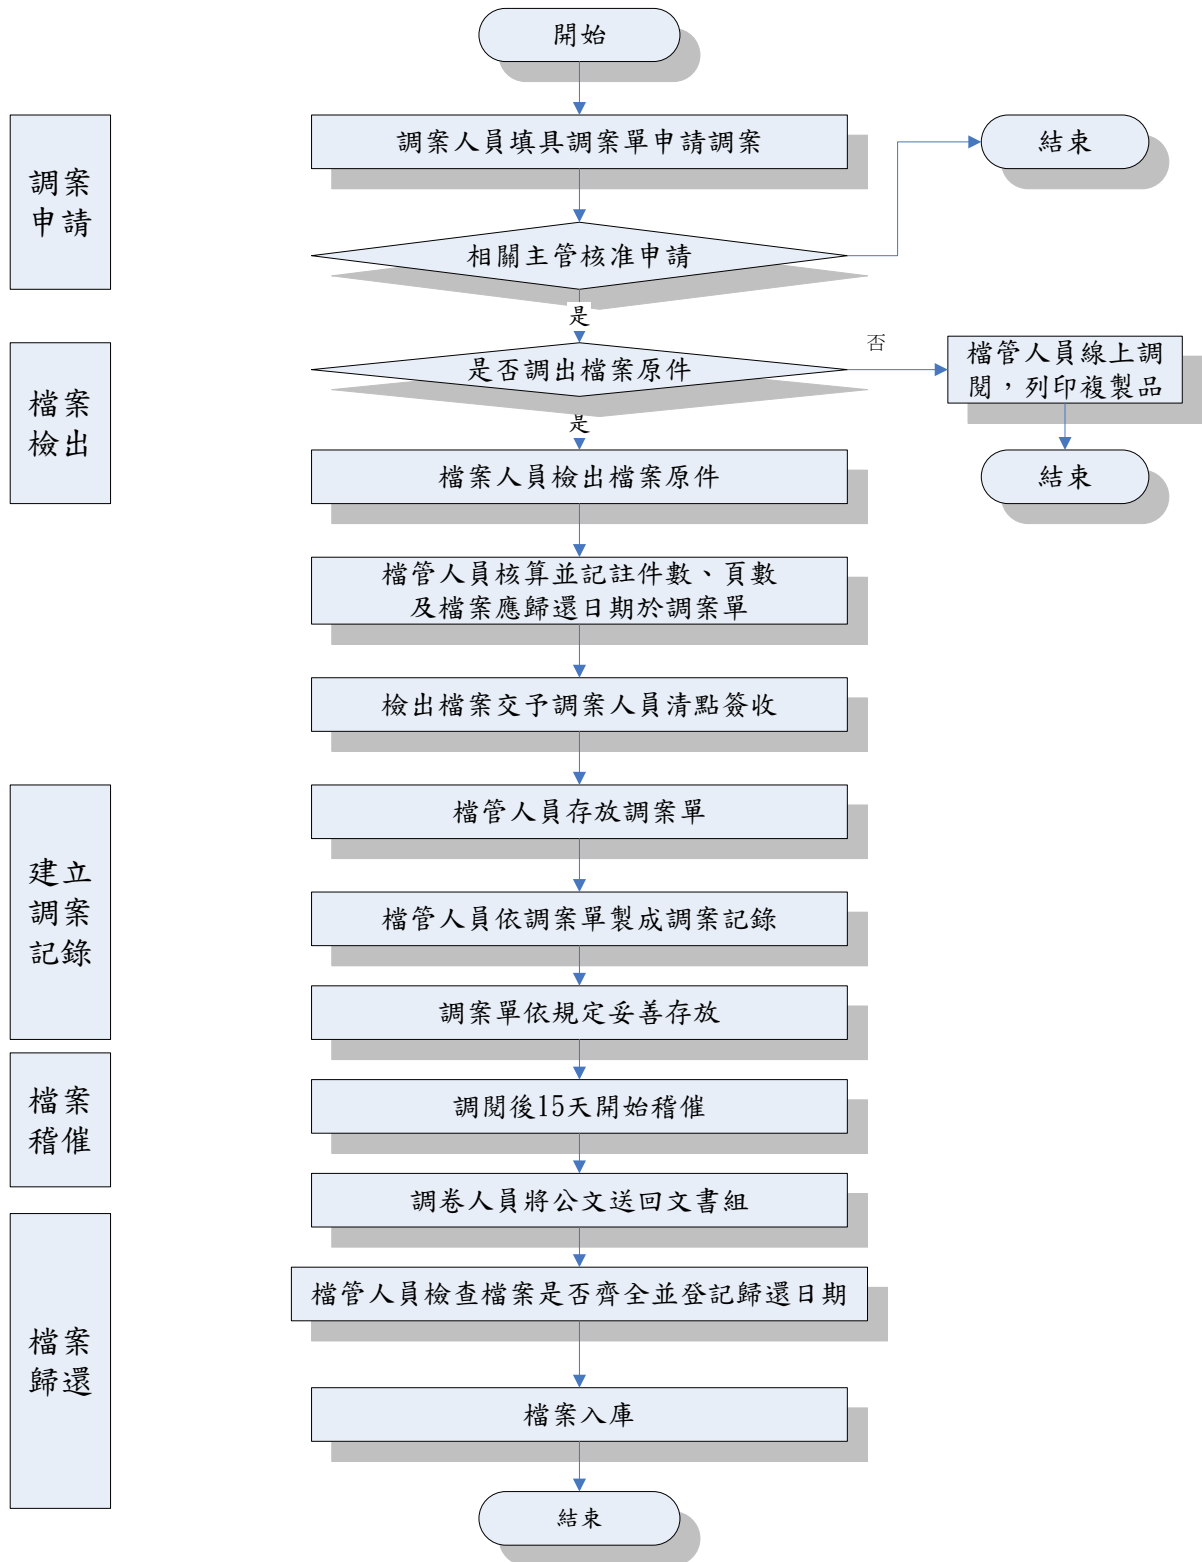 開始
調案
申請
調案人員填具調案單申請調案
結束
相關主管核准申請
是
檔案
檢出
是否調出檔案原件
否
檔管人員線上調
閱，列印複製品
結束
是
檔案人員檢出檔案原件
檔管人員核算並記註件數、頁數
及檔案應歸還日期於調案單
檢出檔案交予調案人員清點簽收
建立
調案
記錄
檔管人員存放調案單
檔管人員依調案單製成調案記錄
調案單依規定妥善存放
檔案
稽催
調閱後15天開始稽催
調卷人員將公文送回文書組
檔案
歸還
檔管人員檢查檔案是否齊全並登記歸還日期
檔案入庫
結束